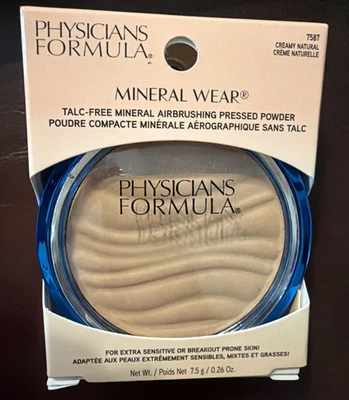 PHYSICIANS
FORMULA®
7587
CREAMY NATURAL
CRÈME NATURELLE
MINERAL WEAR®
TALC-FREE MINERAL AIRBRUSHING PRESSED POWDER
POUDRE COMPACTE MINÉRALE AÉROGRAPHIQUE SANS TALC
PHYSICIANS
FORMULA®
FOR EXTRA SENSITIVE OR BREAKOUT PRONE SKIN!
ADAPTÉE AUX PEAUX EXTRÊMEMENT SENSIBLES, MIXTES ET GRASSES!
Net Wt. / Poids Net 7.5 g / 0.26 Oz.